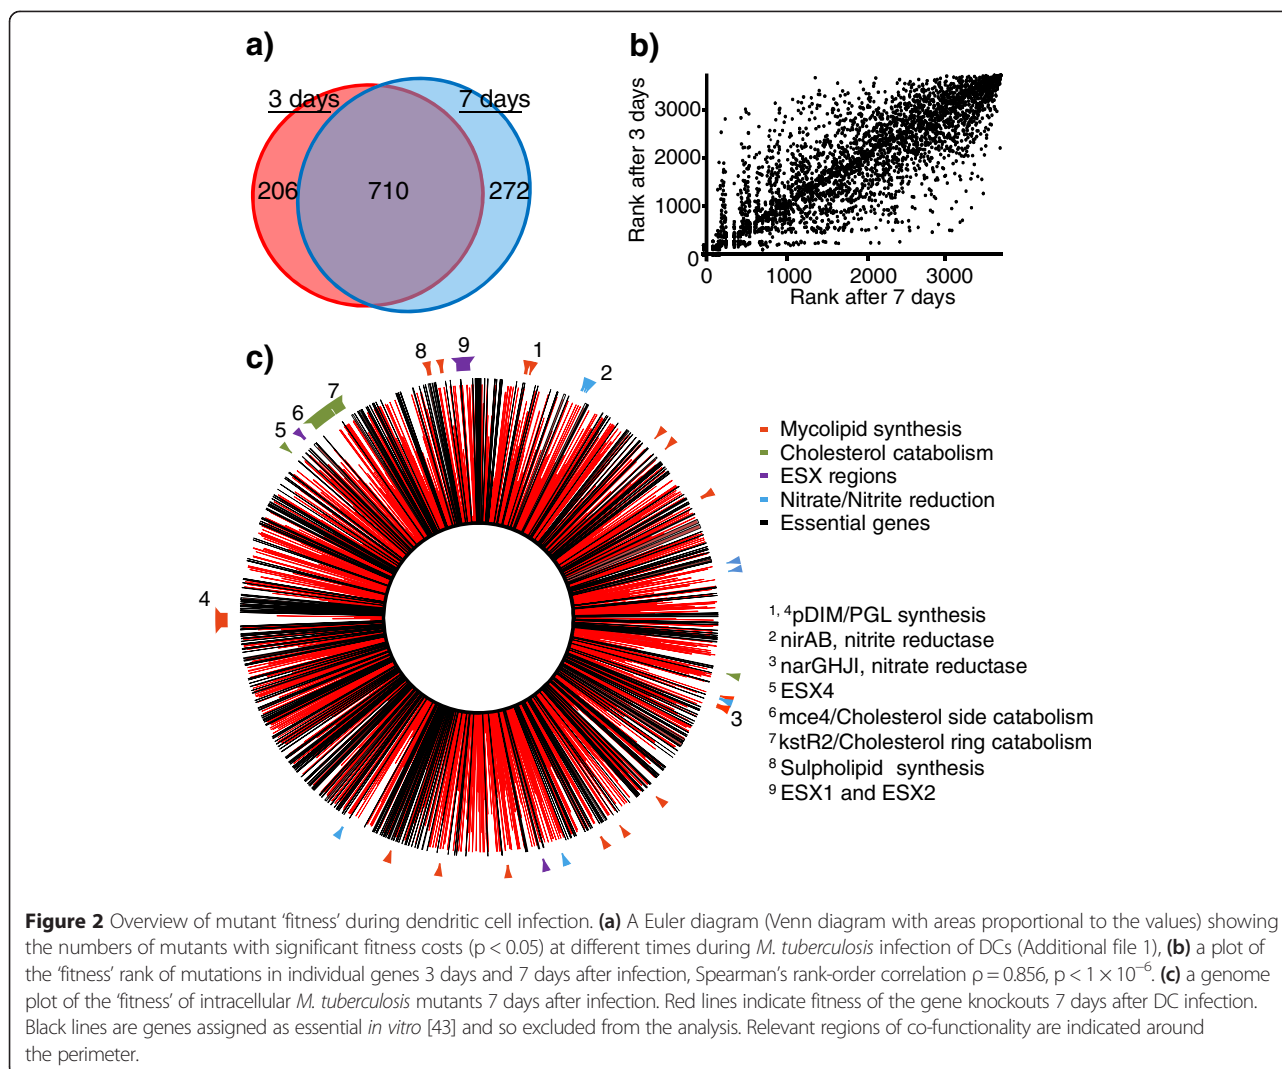 a)
3 days
7 days
206
710
272
b)
Rank after 3 days
3000
2000
1000
0
0
1000
2000
3000
Rank after 7 days
c)
8
9
1
2
7
6
5
4
3
Mycolipid synthesis
Cholesterol catabolism
ESX regions
Nitrate/Nitrite reduction
Essential genes
1, 4 pDIM/PGL synthesis
2 nirAB, nitrite reductase
3 narGHJI, nitrate reductase
5 ESX4
6 mce4/Cholesterol side catabolism
7 kstR2/Cholesterol ring catabolism
8 Sulpholipid synthesis
9 ESX1 and ESX2
Figure 2 Overview of mutant ‘fitness’ during dendritic cell infection. (a) A Euler diagram (Venn diagram with areas proportional to the values) showing
the numbers of mutants with significant fitness costs (p < 0.05) at different times during M. tuberculosis infection of DCs (Additional file 1), (b) a plot of
the ‘fitness’ rank of mutations in individual genes 3 days and 7 days after infection, Spearman’s rank-order correlation ρ = 0.856, p < 1 × 10⁻⁶. (c) a genome
plot of the ‘fitness’ of intracellular M. tuberculosis mutants 7 days after infection. Red lines indicate fitness of the gene knockouts 7 days after DC infection.
Black lines are genes assigned as essential in vitro [43] and so excluded from the analysis. Relevant regions of co-functionality are indicated around
the perimeter.